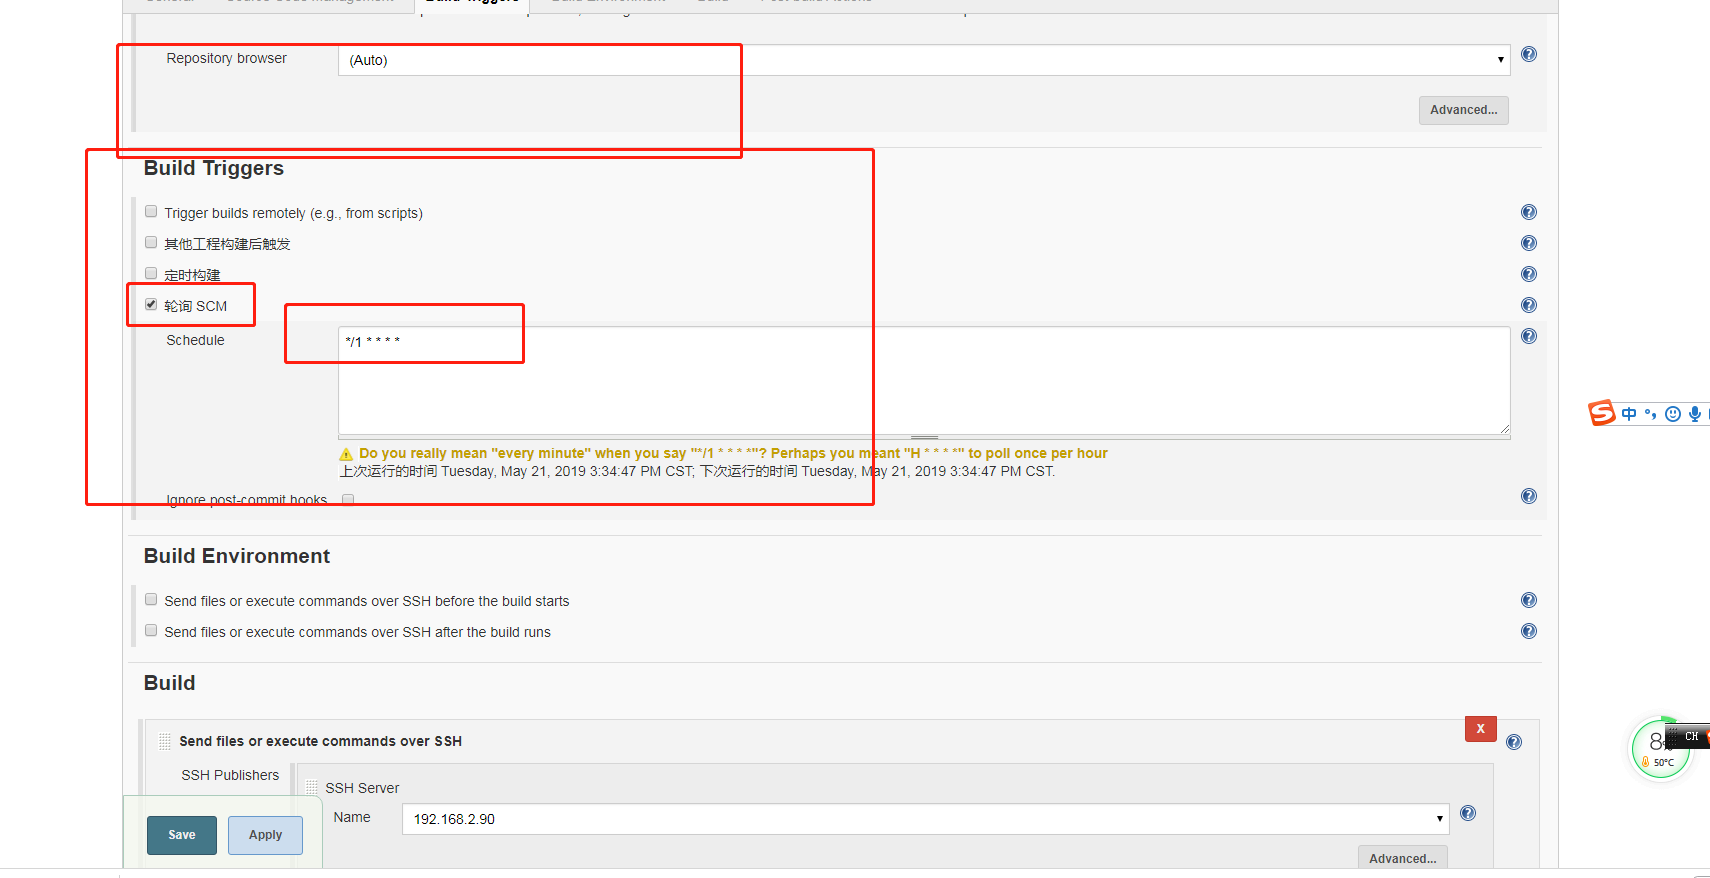 Build Triggers
Repository browser
(Auto)
Advanced...
Build Triggers
Trigger builds remotely (e.g., from scripts)
其他工程构建后触发
定时构建
轮询 SCM
Schedule
*/1 * * * *
Do you really mean "every minute" when you say "*/1 * * * *"? Perhaps you meant "H * * * *" to poll once per hour
上次运行的时间 Tuesday, May 21, 2019 3:34:47 PM CST; 下次运行的时间 Tuesday, May 21, 2019 3:34:47 PM CST.
Ignore post-commit hooks
Build Environment
Send files or execute commands over SSH before the build starts
Send files or execute commands over SSH after the build runs
Build
X
Send files or execute commands over SSH
SSH Publishers
SSH Server
Name
192.168.2.90
Advanced...
Save
Apply
中
CH
50°C